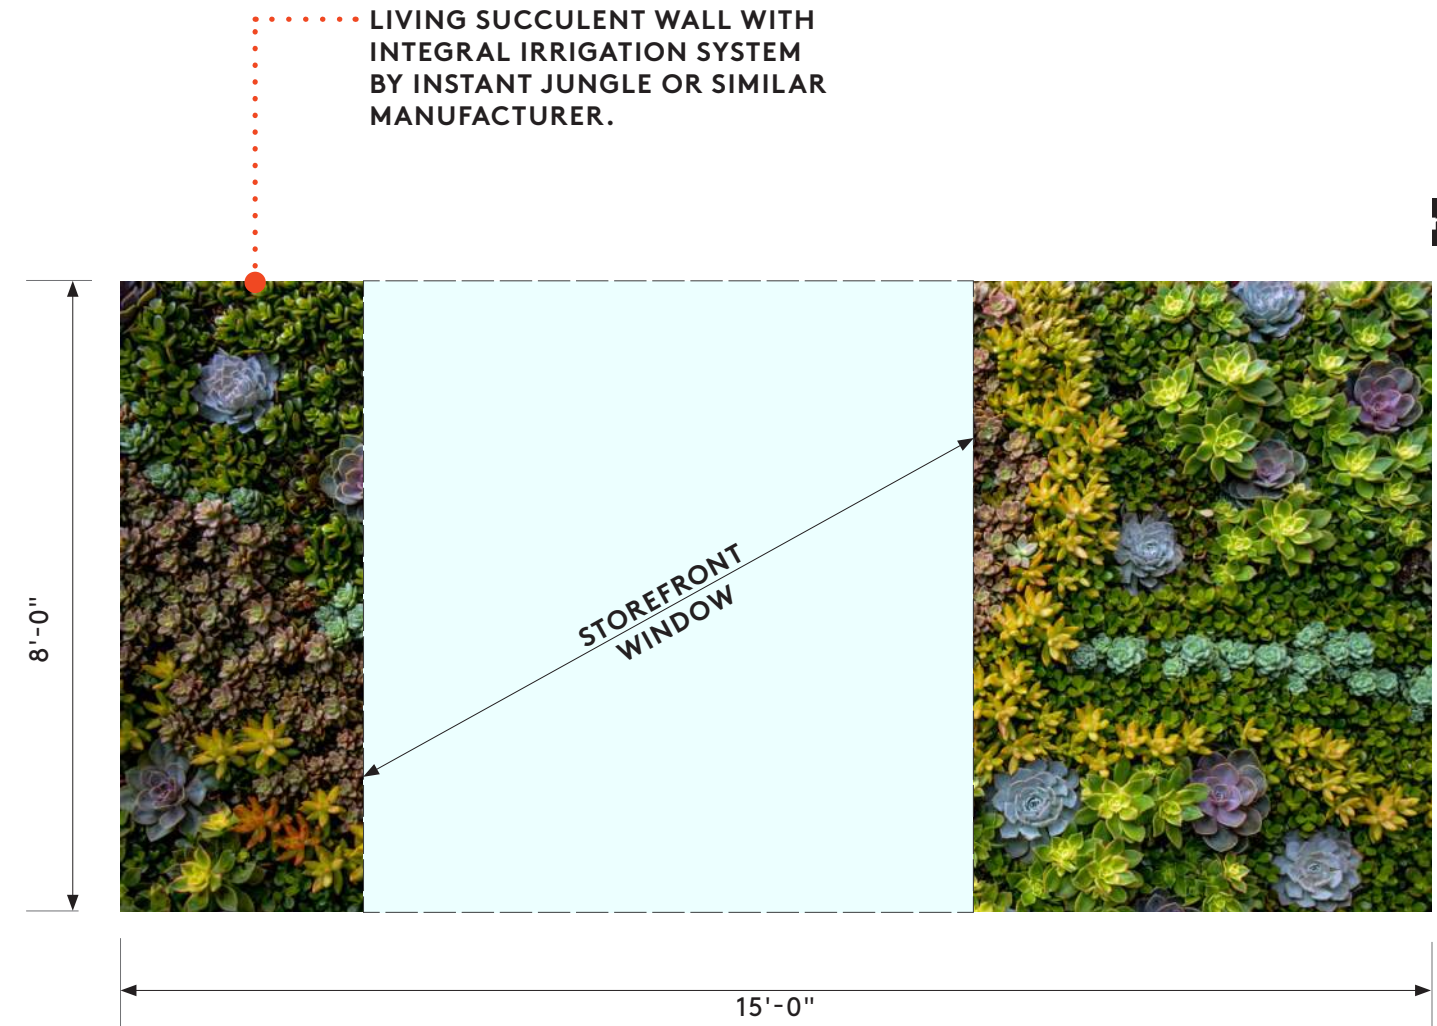 LIVING SUCCULENT WALL WITH
INTEGRAL IRRIGATION SYSTEM
BY INSTANT JUNGLE OR SIMILAR
MANUFACTURER.
8'-0"
STOREFRONT
WINDOW
15'-0"